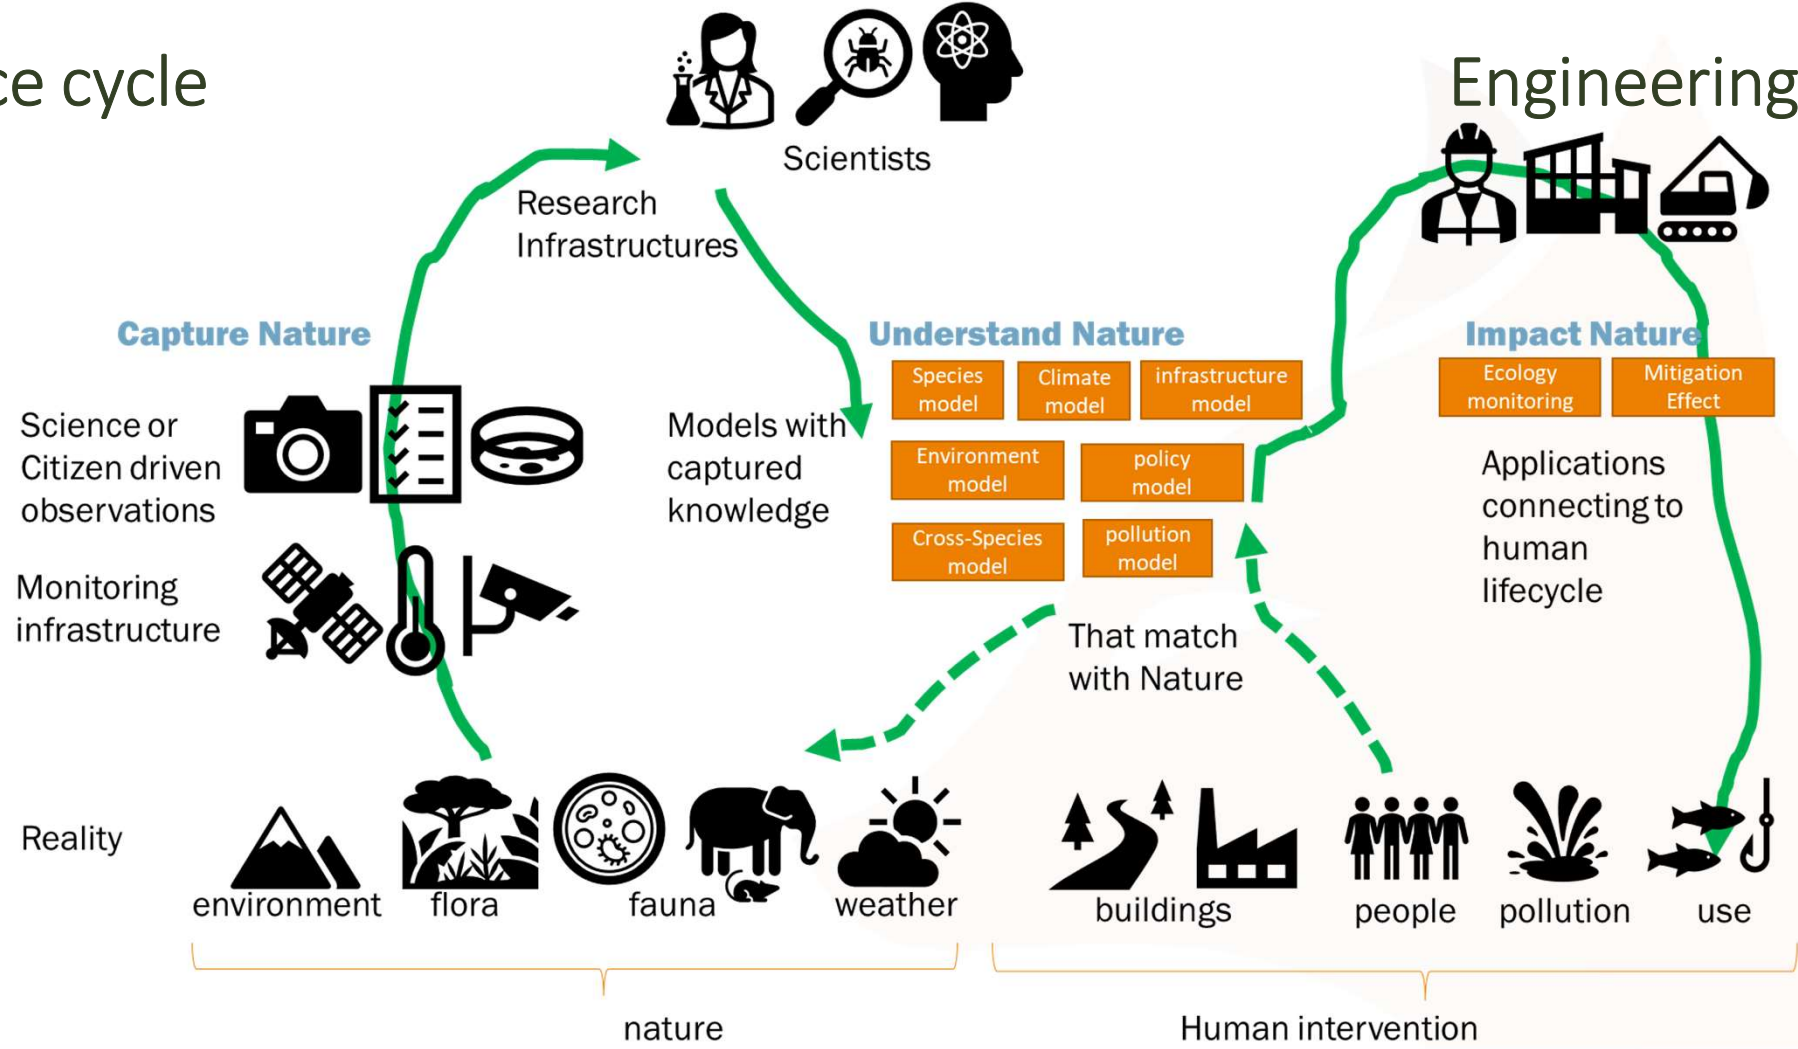 ce cycle
Engineering
Scientists
Research
Infrastructures
Capture Nature
Understand Nature
Impact Nature
Species
model
Climate
model
infrastructure
model
Ecology
monitoring
Mitigation
Effect
Science or
Citizen driven
observations
Models with
captured
knowledge
Environment
model
policy
model
Applications
connecting to
human
lifecycle
Cross-Species
model
pollution
model
Monitoring
infrastructure
That match
with Nature
Reality
environment
flora
fauna
weather
buildings
people
pollution
use
nature
Human intervention